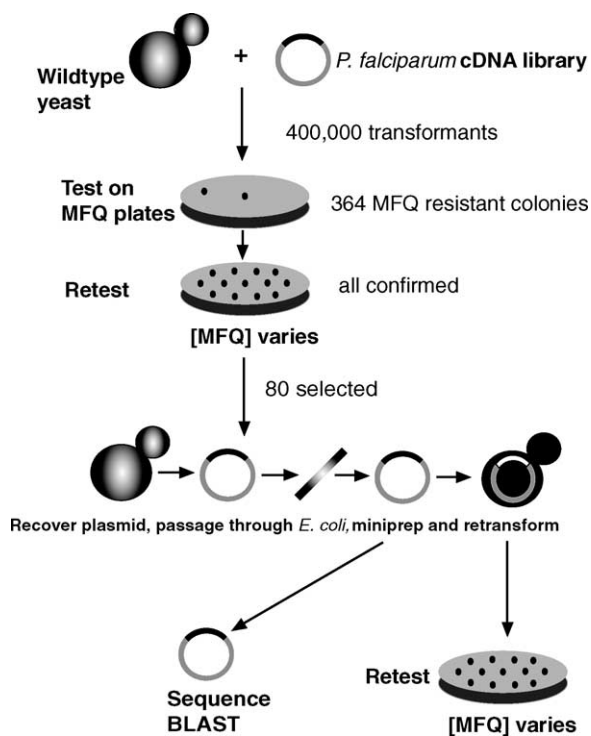 Wildtype
yeast
+
P. falciparum cDNA library
400,000 transformants
Test on
MFQ plates
364 MFQ resistant colonies
Retest
all confirmed
[MFQ] varies
80 selected
Recover plasmid, passage through E. coli, miniprep and retransform
Sequence
BLAST
Retest
[MFQ] varies